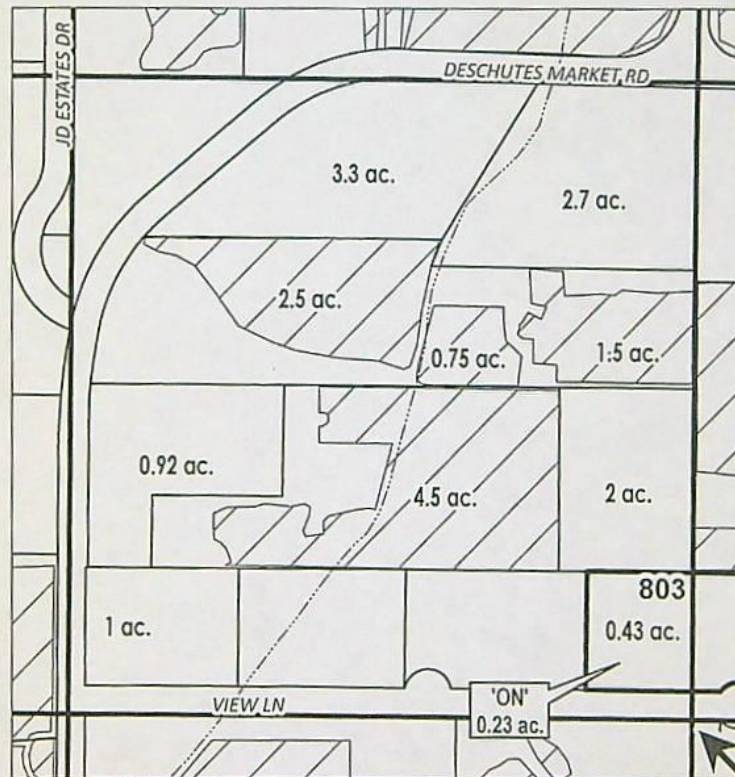 JD ESTATES DR
DESCHUTES MARKET RD
3.3 ac.
2.7 ac.
2.5 ac.
0.75 ac.
1.5 ac.
0.92 ac.
4.5 ac.
2 ac.
803
1 ac.
0.43 ac.
VIEW LN
'ON'
0.23 ac.